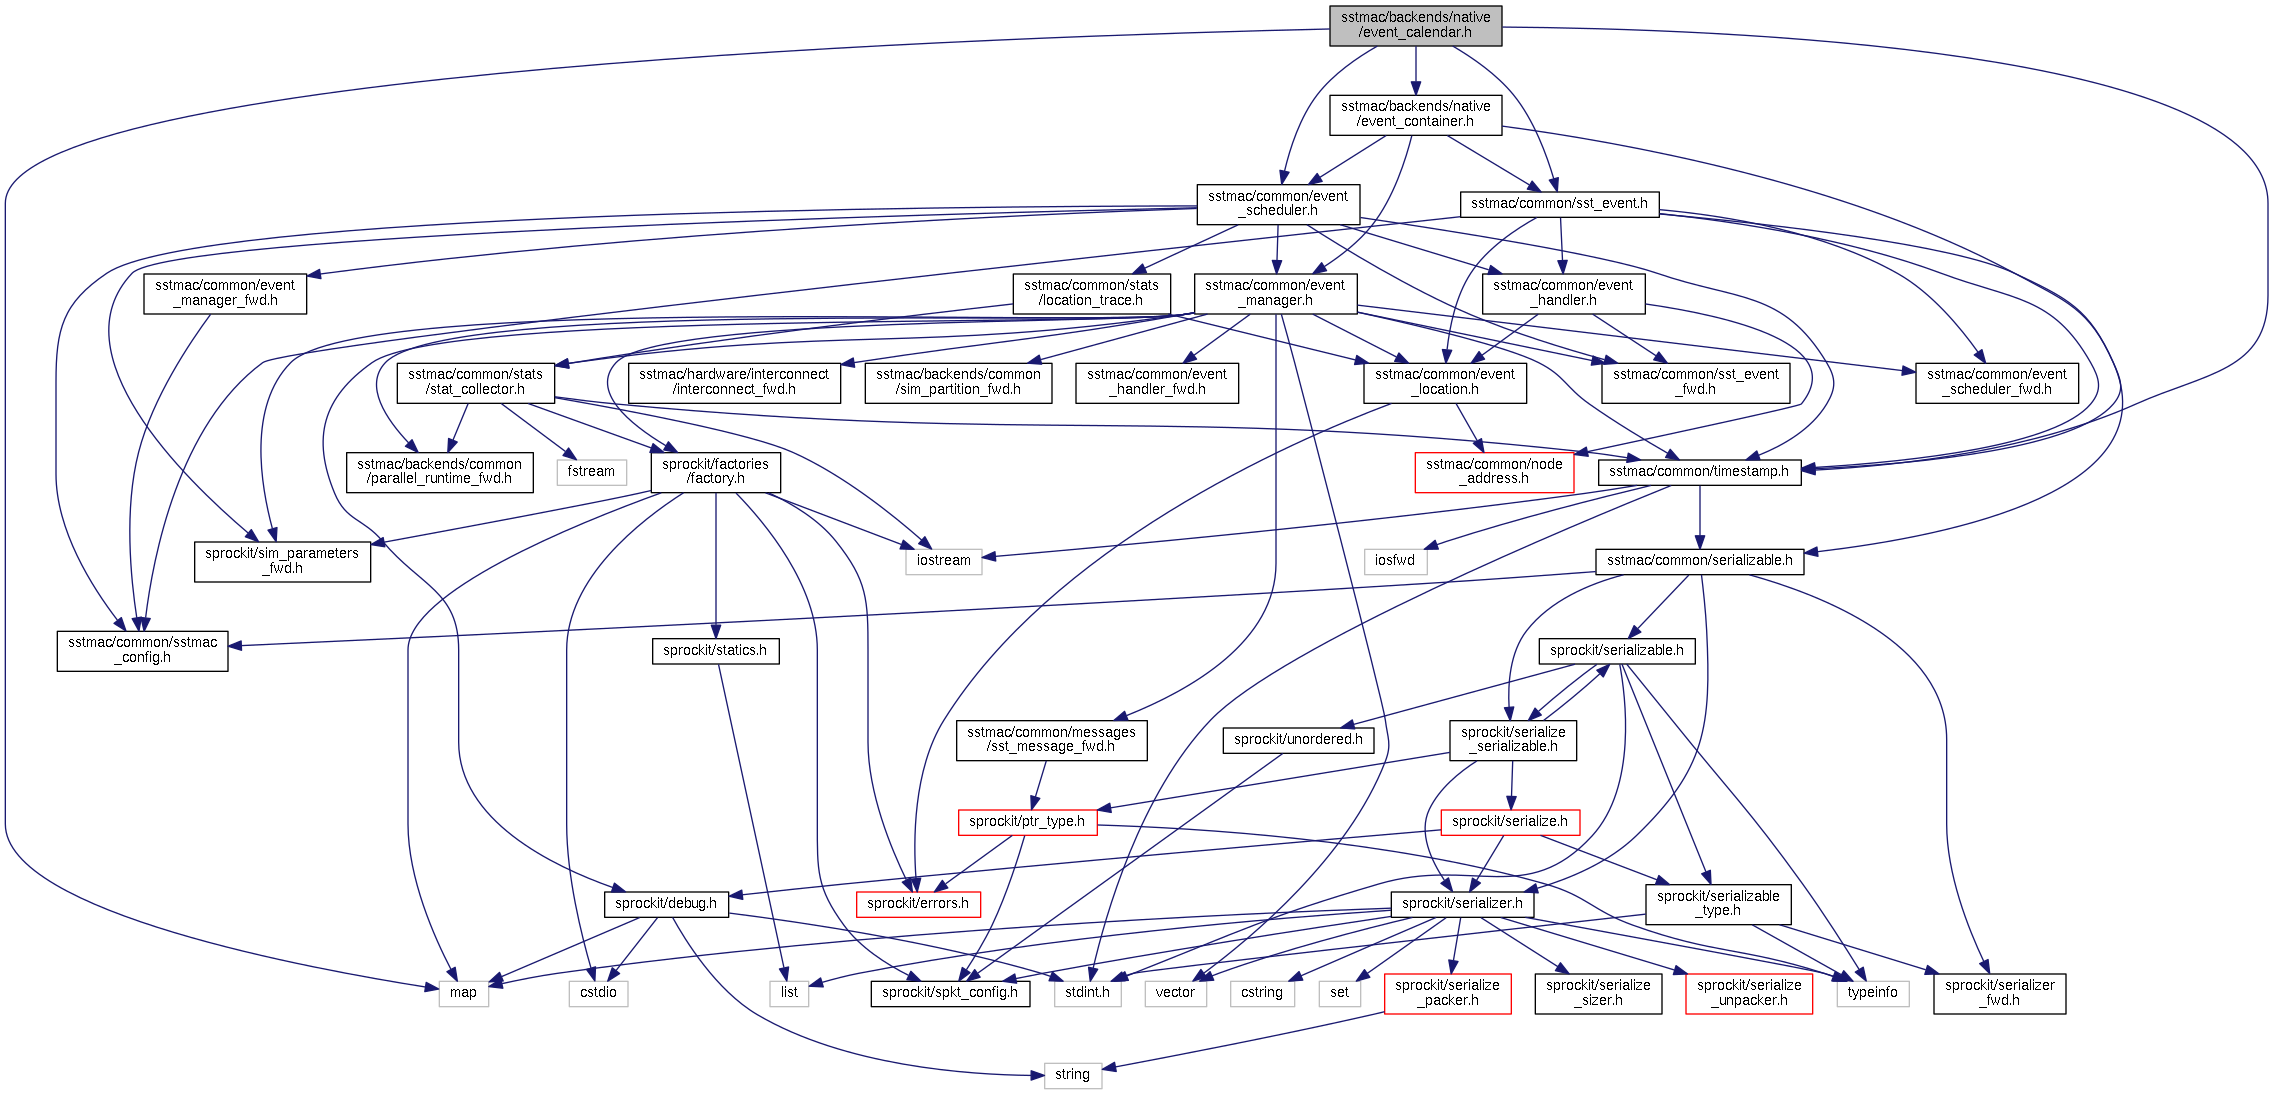 sstmac/backends/native
/event_calendar.h
sstmac/backends/native
/event_container.h
sstmac/common/event
_scheduler.h
sstmac/common/sst_event.h
sstmac/common/event
_manager_fwd.h
sstmac/common/stats
/location_trace.h
sstmac/common/event
_manager.h
sstmac/common/event
_handler.h
sstmac/common/stats
/stat_collector.h
sstmac/hardware/interconnect
/interconnect_fwd.h
sstmac/backends/common
/sim_partition_fwd.h
sstmac/common/event
_handler_fwd.h
sstmac/common/event
_location.h
sstmac/common/sst_event
_fwd.h
sstmac/common/event
_scheduler_fwd.h
sstmac/backends/common
/parallel_runtime_fwd.h
fstream
sprockit/factories
/factory.h
sstmac/common/node
_address.h
sstmac/common/timestamp.h
sprockit/sim_parameters
_fwd.h
iostream
iosfwd
sstmac/common/serializable.h
sstmac/common/sstmac
_config.h
sprockit/statics.h
sprockit/serializable.h
sstmac/common/messages
/sst_message_fwd.h
sprockit/unordered.h
sprockit/serialize
_serializable.h
sprockit/ptr_type.h
sprockit/serialize.h
sprockit/debug.h
sprockit/errors.h
sprockit/serializer.h
sprockit/serializable
_type.h
map
cstdio
list
sprockit/spkt_config.h
stdint.h
vector
cstring
set
sprockit/serialize
_packer.h
sprockit/serialize
_sizer.h
sprockit/serialize
_unpacker.h
typeinfo
sprockit/serializer
_fwd.h
string